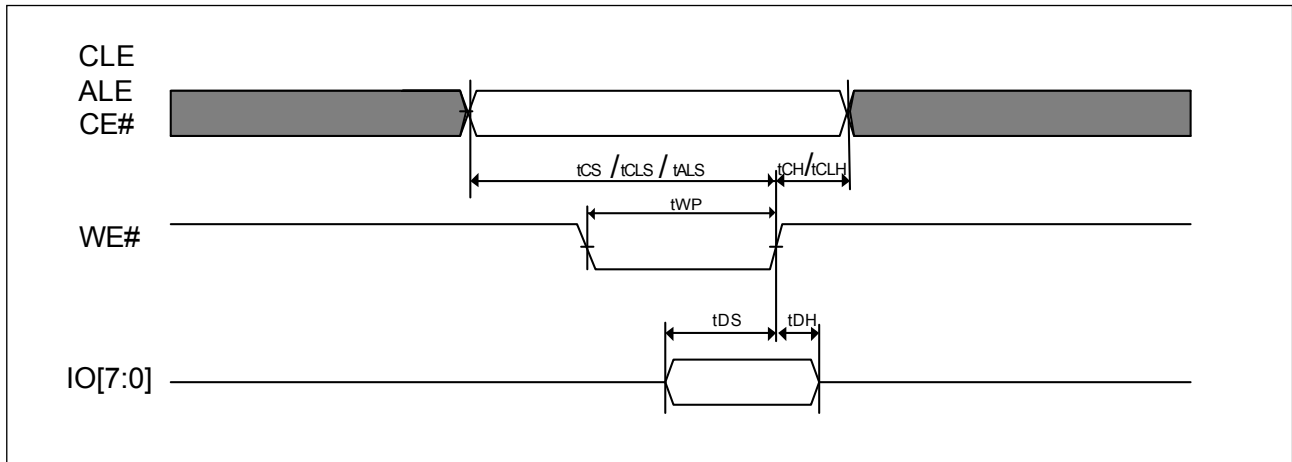 CLE
ALE
CE#
tCS / tCLS / tALS
tCH/tCLH
tWP
WE#
tDS
tDH
IO[7:0]